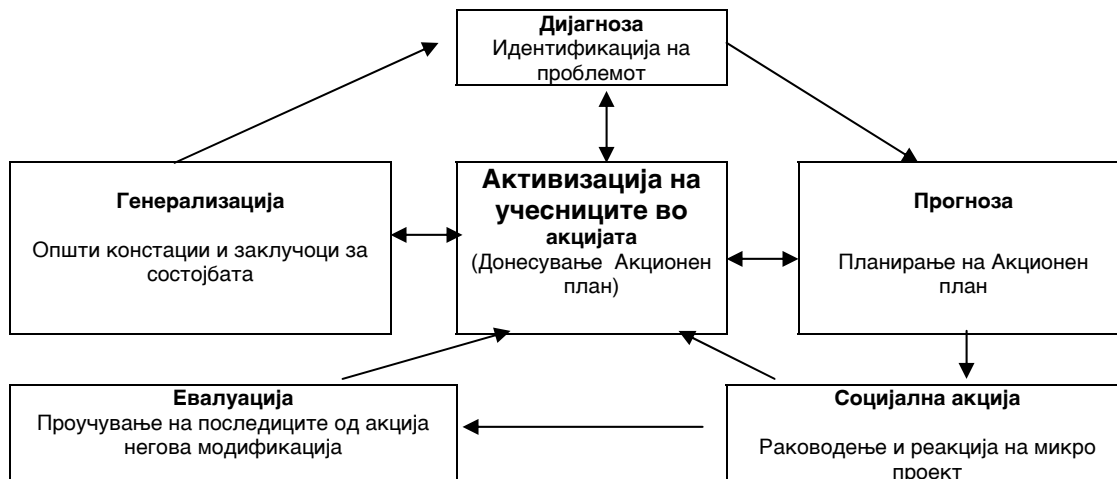 Дијагноза
Идентификација на
проблемот
Генерализација
Општи констации и заклучоци за
состојбата
Активизација на
учесниците во
акцијата
(Донесување Акционен
план)
Прогноза
Планирање на Акционен
план
Евалуација
Проучување на последиците од акција
негова модификација
Социјална акција
Раководење и реакција на микро
проект